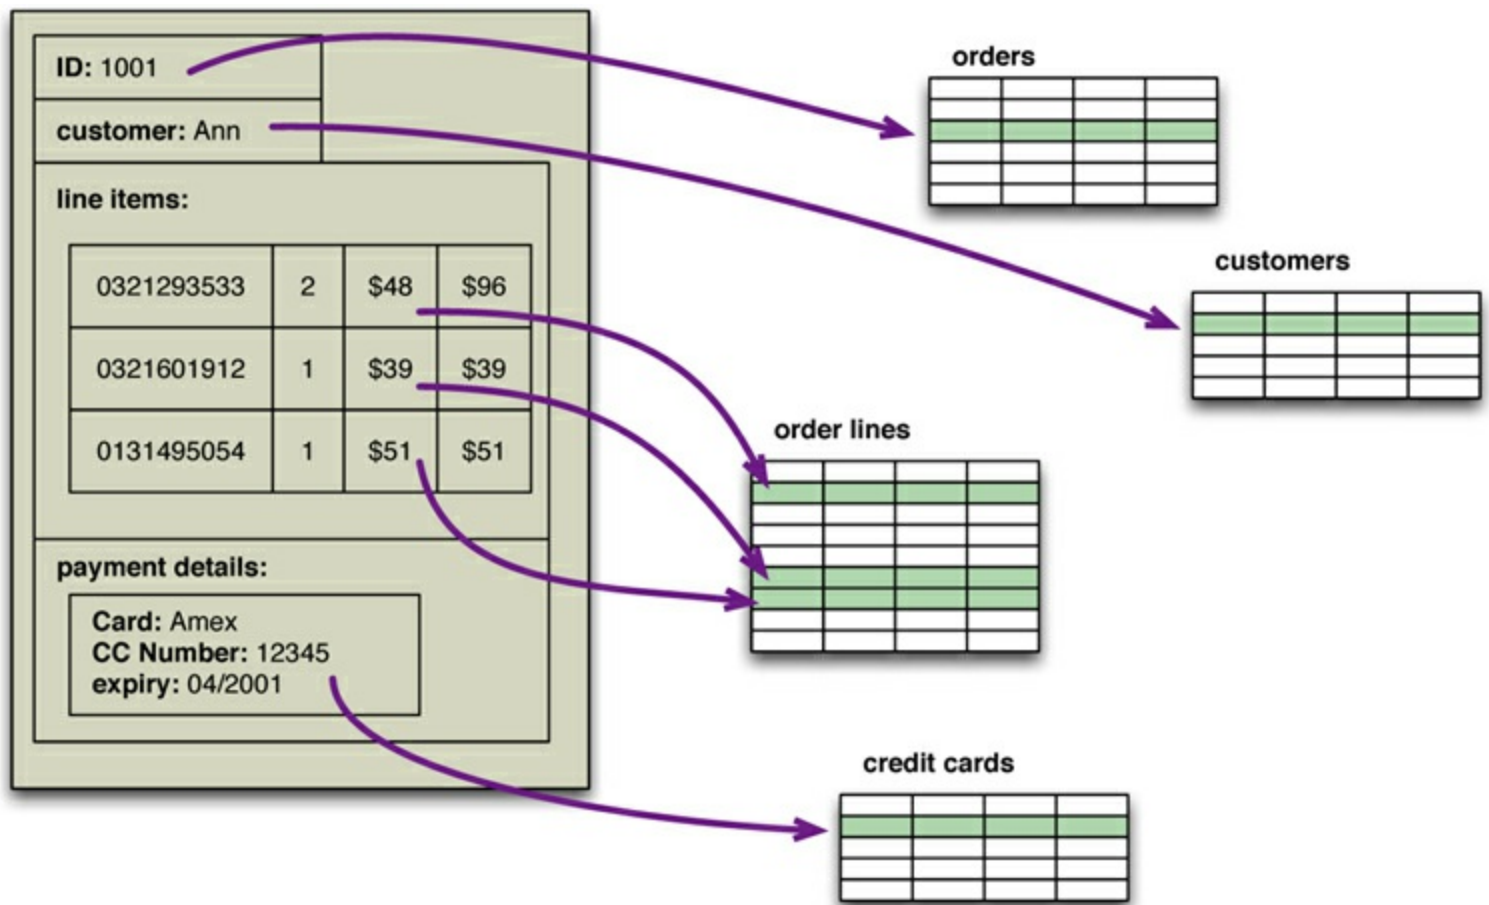 ID: 1001
customer: Ann
line items:
0321293533 2 $48 $96
0321601912 1 $39 $39
0131495054 1 $51 $51
payment details:
Card: Amex
CC Number: 12345
expiry: 04/2001
orders
customers
order lines
credit cards